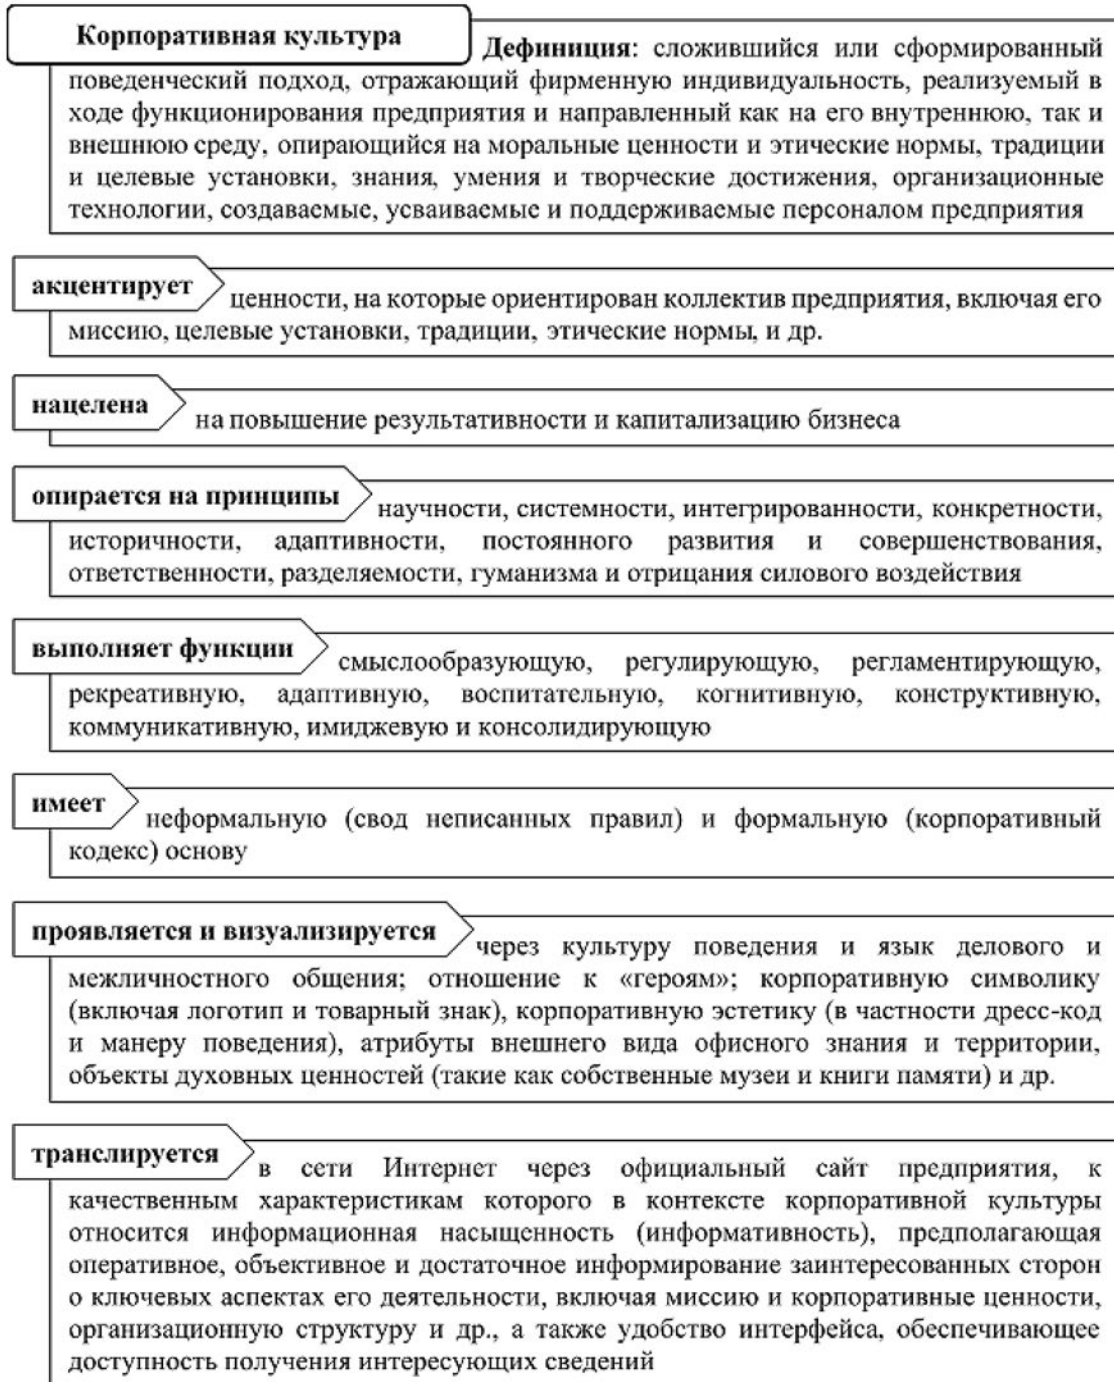 Корпоративная культура
Дефиниция: сложившийся или сформированный
поведенческий подход, отражающий фирменную индивидуальность, реализуемый в
ходе функционирования предприятия и направленный как на его внутреннюю, так и
внешнюю среду, опирающийся на моральные ценности и этические нормы, традиции
и целевые установки, знания, умения и творческие достижения, организационные
технологии, создаваемые, усваиваемые и поддерживаемые персоналом предприятия
акцентирует
ценности, на которые ориентирован коллектив предприятия, включая его
миссию, целевые установки, традиции, этические нормы, и др.
нацелена
на повышение результативности и капитализацию бизнеса
опирается на принципы
научности, системности, интегрированности, конкретности,
историчности, адаптивности, постоянного развития и совершенствования,
ответственности, разделяемости, гуманизма и отрицания силового воздействия
выполняет функции
смыслообразующую, регулирующую, регламентирующую,
рекреативную, адаптивную, воспитательную, когнитивную, конструктивную,
коммуникативную, имиджевую и консолидирующую
имеет
неформальную (свод неписанных правил) и формальную (корпоративный
кодекс) основу
проявляется и визуализируется
через культуру поведения и язык делового и
межличностного общения; отношение к «героям»; корпоративную символику
(включая логотип и товарный знак), корпоративную эстетику (в частности дресс-код
и манеру поведения), атрибуты внешнего вида офисного знания и территории,
объекты духовных ценностей (такие как собственные музеи и книги памяти) и др.
транслируется
в сети Интернет через официальный сайт предприятия, к
качественным характеристикам которого в контексте корпоративной культуры
относится информационная насыщенность (информативность), предполагающая
оперативное, объективное и достаточное информирование заинтересованных сторон
о ключевых аспектах его деятельности, включая миссию и корпоративные ценности,
организационную структуру и др., а также удобство интерфейса, обеспечивающее
доступность получения интересующих сведений